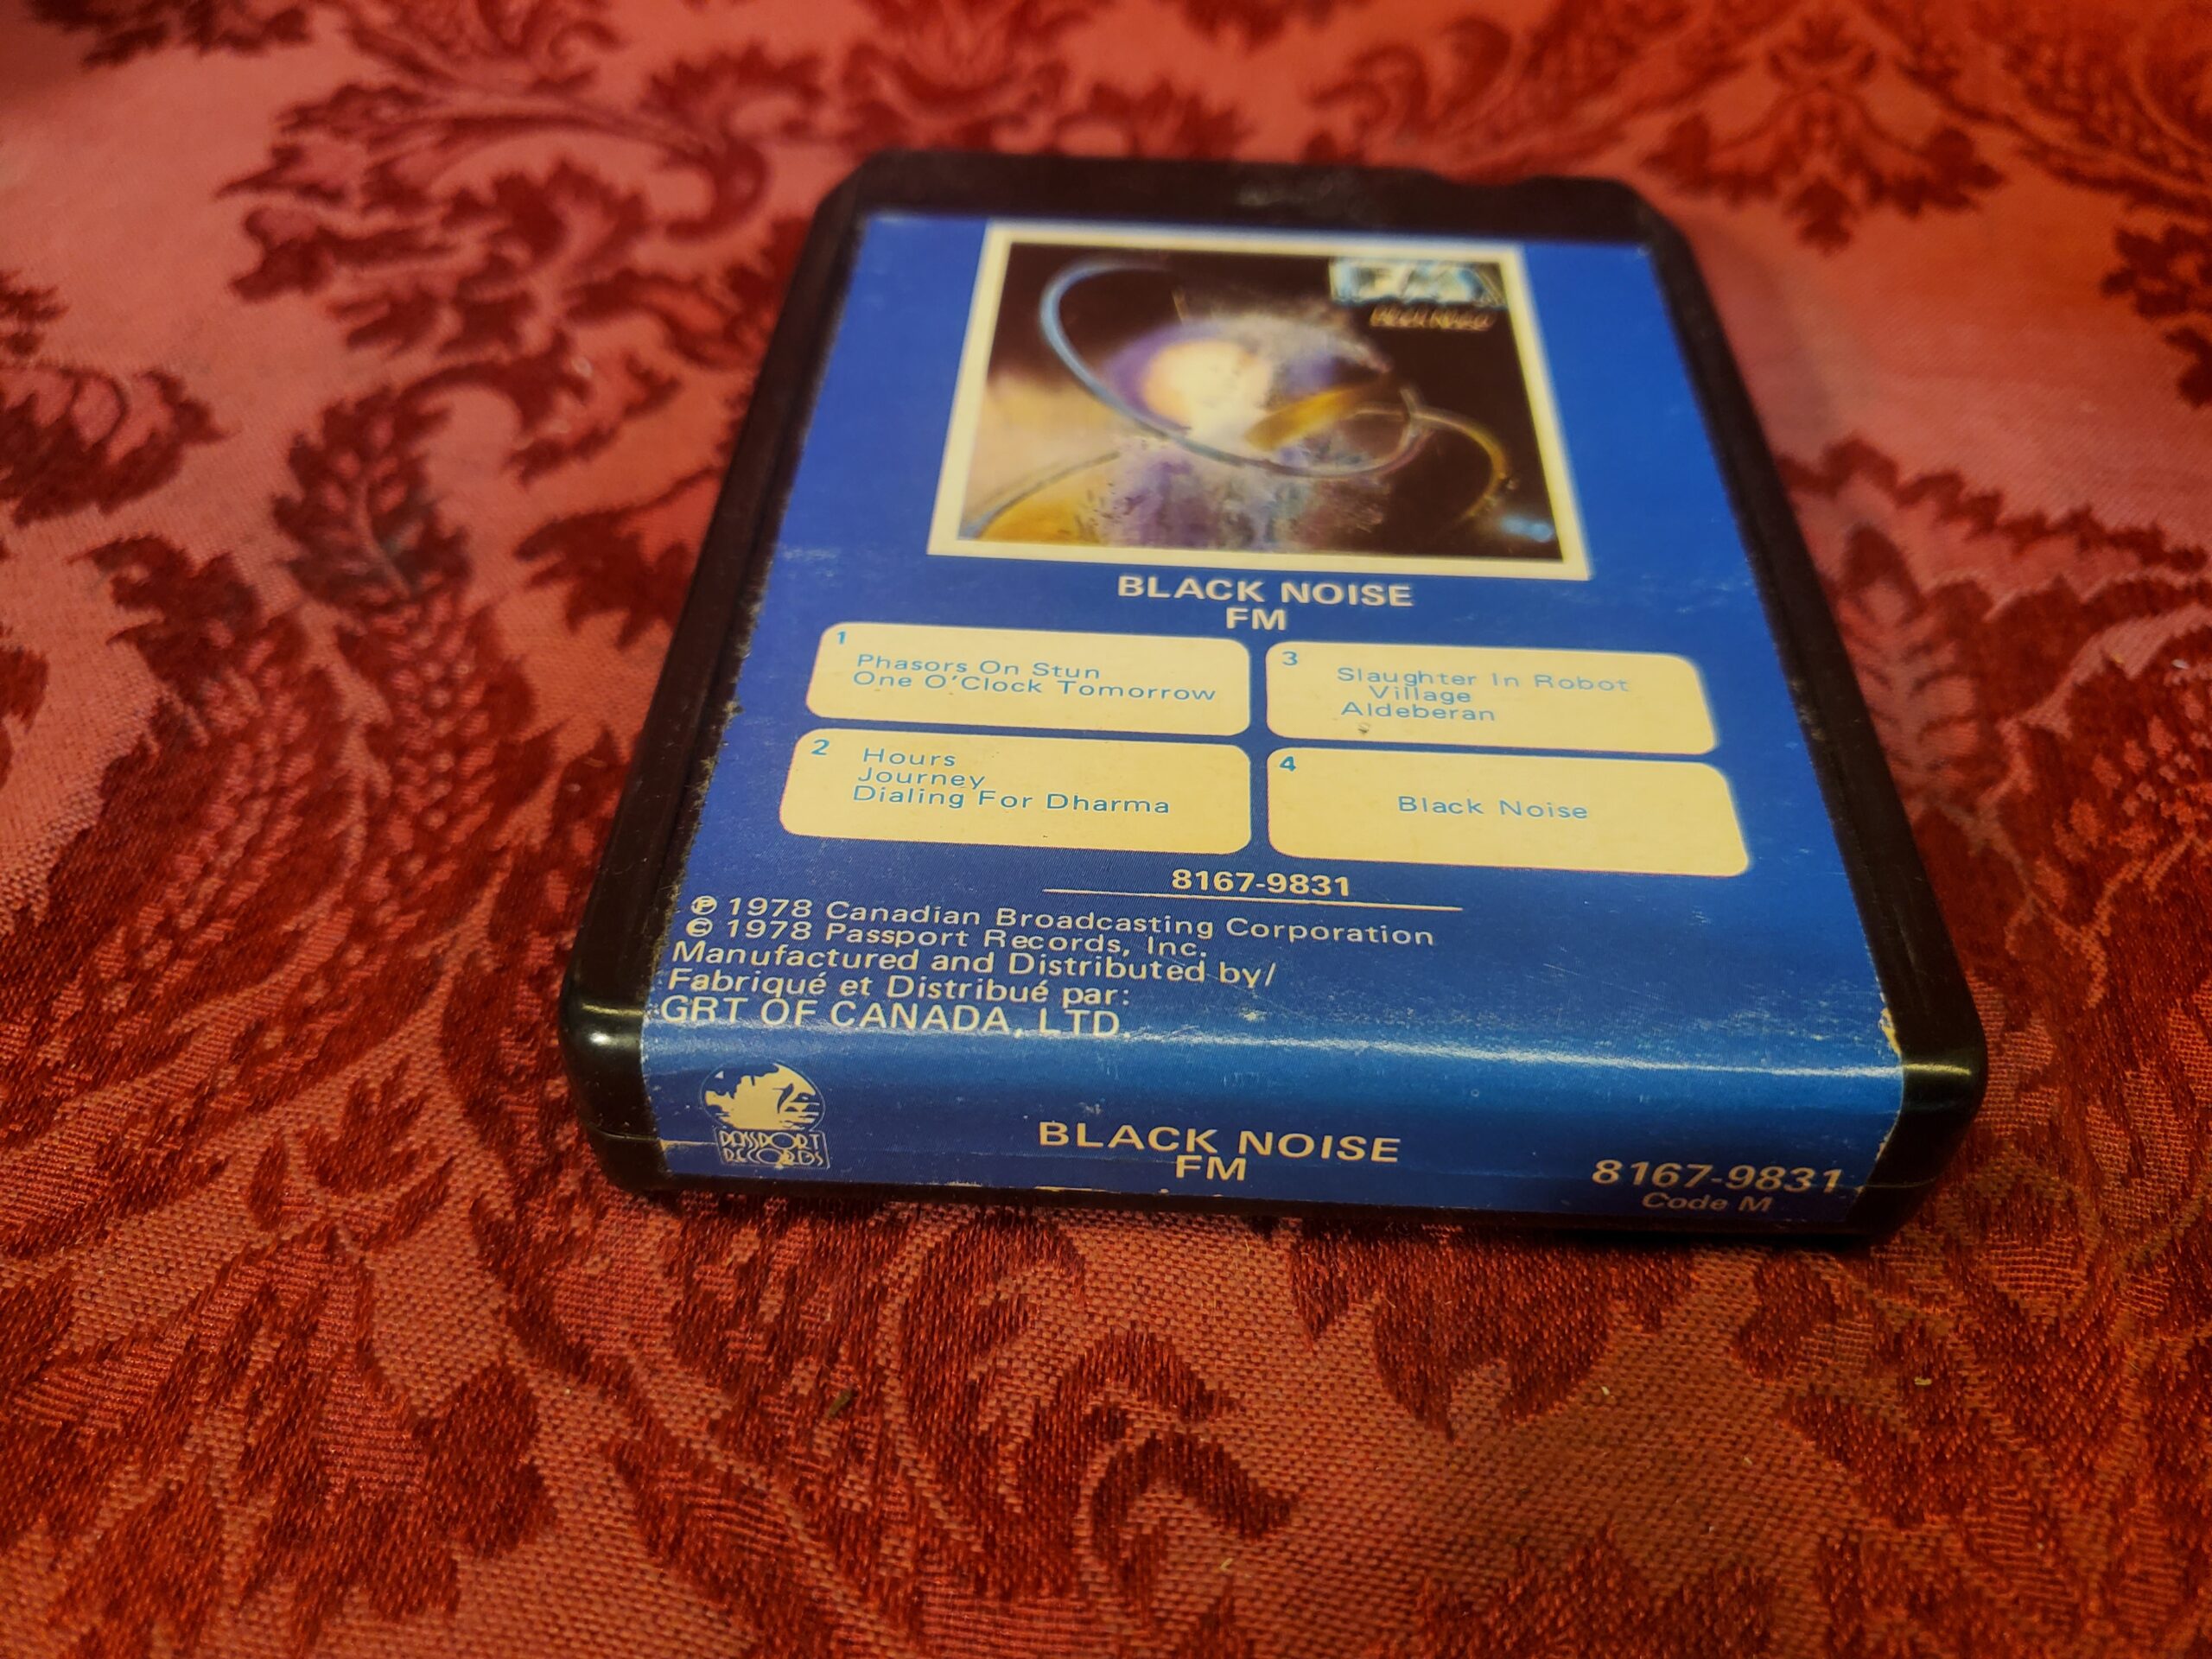 BLACK NOISE
FM
1
Phasors On Stun
One O'Clock Tomorrow
2
Hours
Journey
Dialing For Dharma
3
Slaughter In Robot
Village
Aldeberan
4
Black Noise
8167-9831
℗ 1978 Canadian Broadcasting Corporation
© 1978 Passport Records, Inc.
Manufactured and Distributed by/
Fabriqué et Distribué par:
GRT OF CANADA, LTD.
PASSPORT
RECORDS
BLACK NOISE
FM
8167-9831
Code M